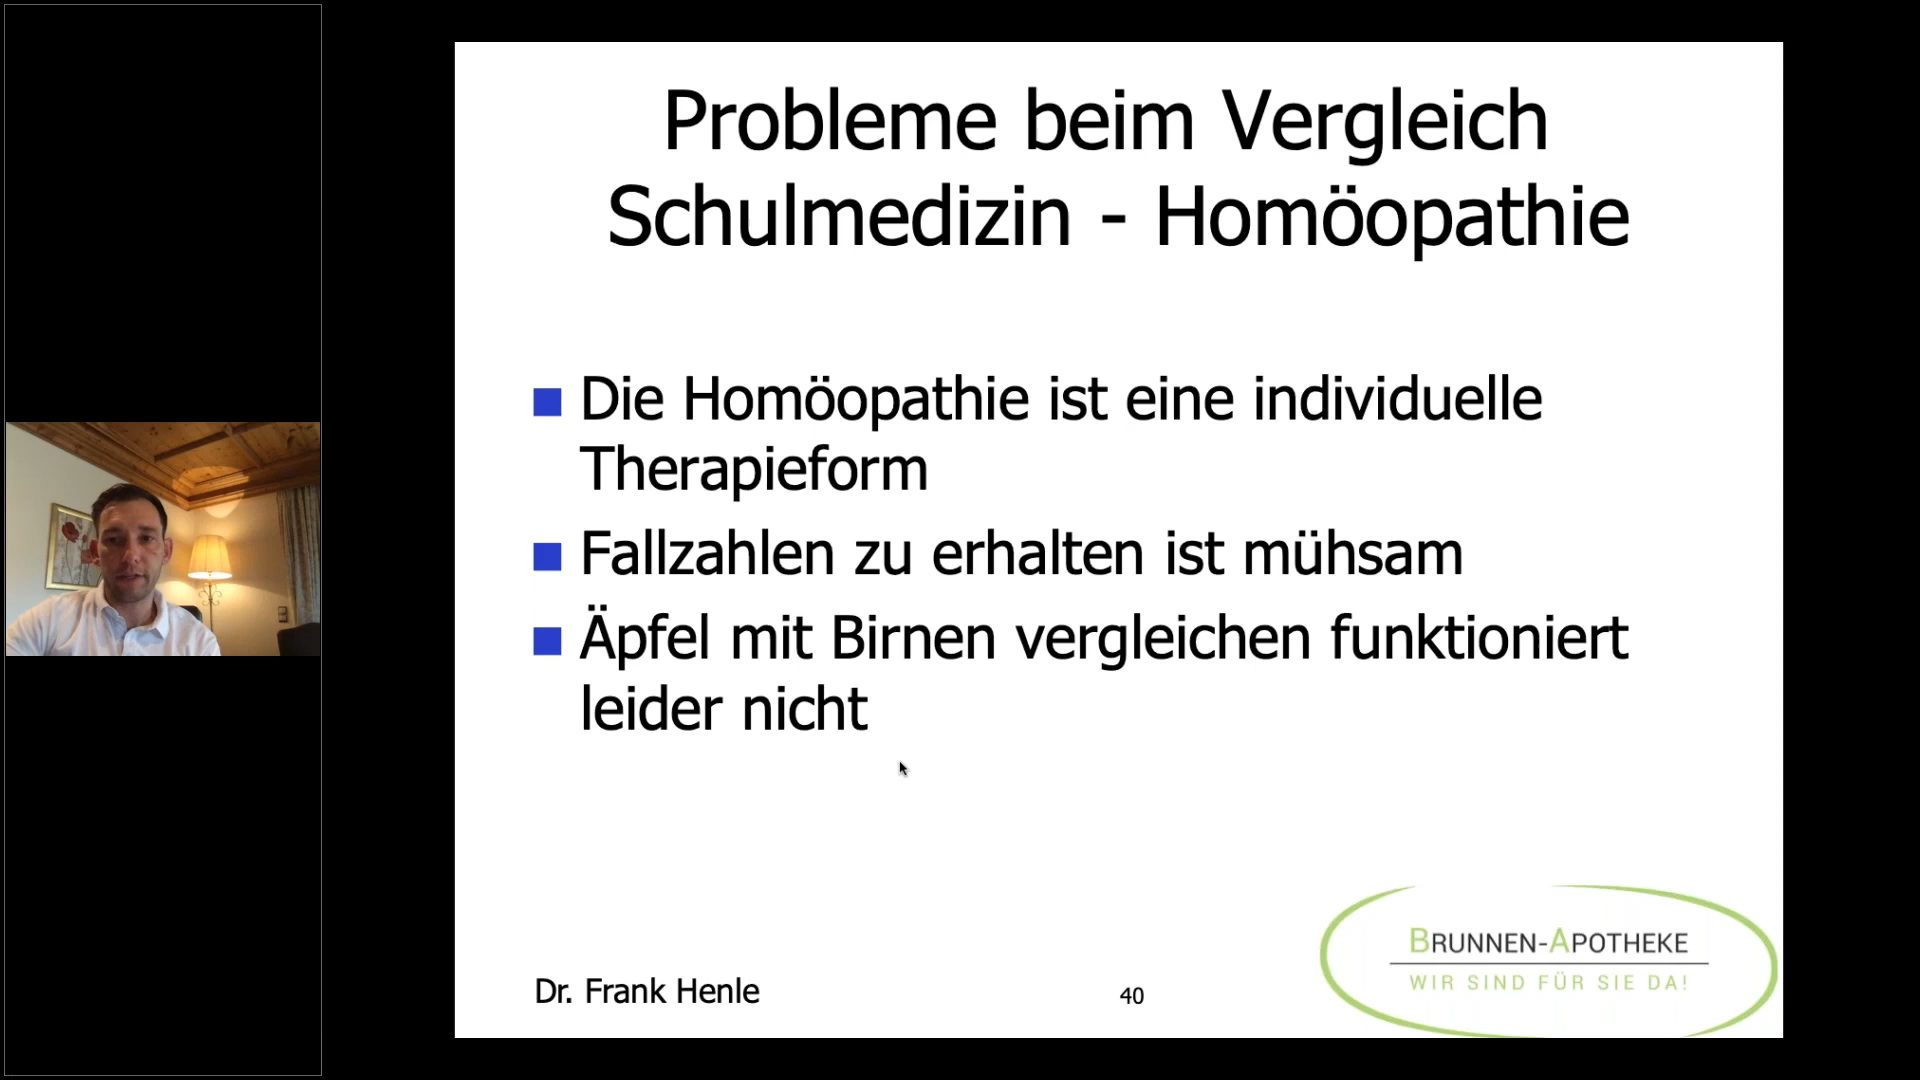 Probleme beim Vergleich
Schulmedizin - Homöopathie
Die Homöopathie ist eine individuelle
Therapieform
Fallzahlen zu erhalten ist mühsam
Äpfel mit Birnen vergleichen funktioniert
leider nicht
Dr. Frank Henle
40
BRUNNEN-APOTHEKE
WIR SIND FÜR SIE DA!